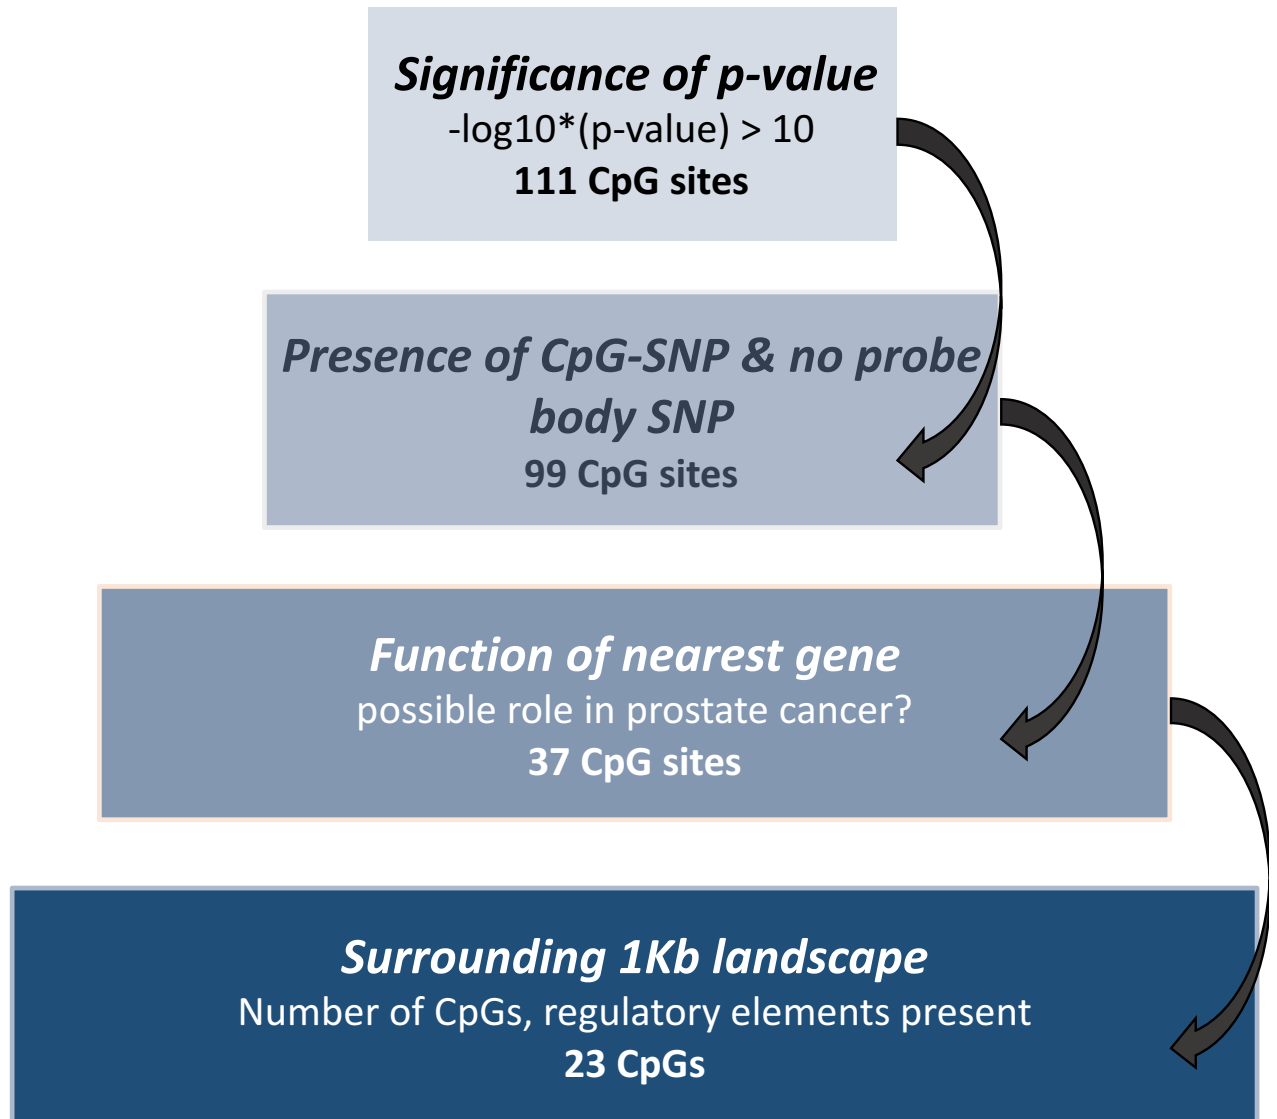 Significance of p-value
-log10*(p-value) > 10
111 CpG sites
Presence of CpG-SNP & no probe
body SNP
99 CpG sites
Function of nearest gene
possible role in prostate cancer?
37 CpG sites
Surrounding 1Kb landscape
Number of CpGs, regulatory elements present
23 CpGs